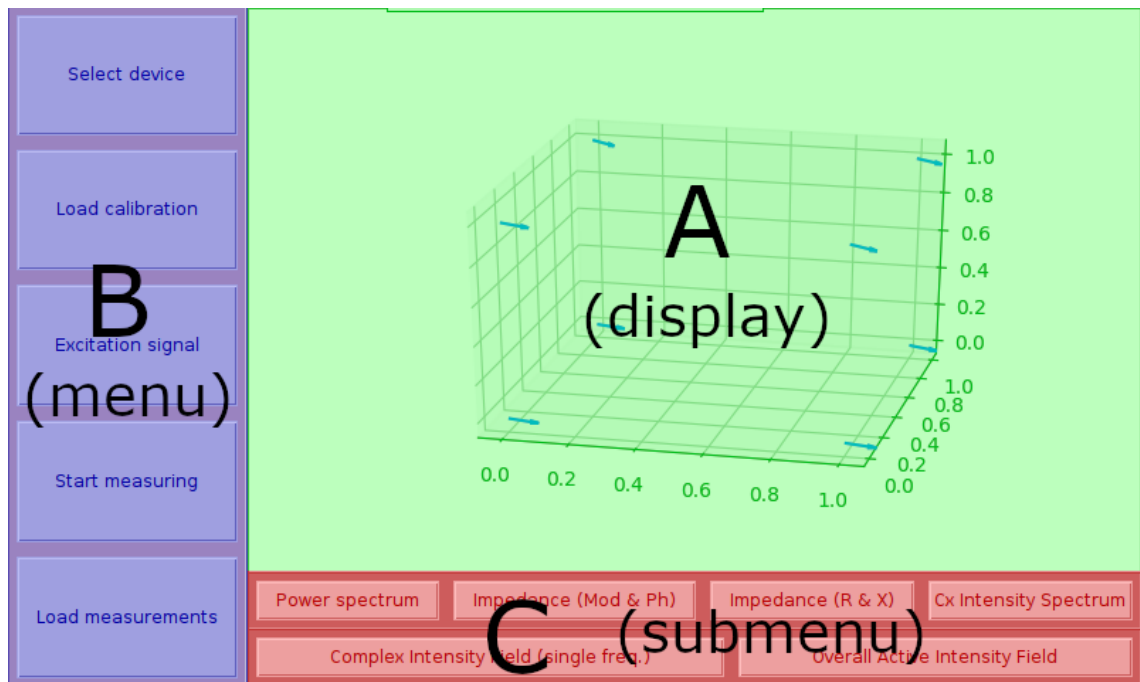 Select device
Load calibration
B
Excitation signal
(menu)
Start measuring
Load measurements
A
(display)
1.0
0.8
0.6
0.4
0.2
0.0
1.0
0.8
0.6
0.4
0.2
0.0
0.0 0.2 0.4 0.6 0.8 1.0
Power spectrum Impedance (Mod & Ph) Impedance (R & X) Cx Intensity Spectrum
C (submenu)
Complex Intensity Field (single freq.) Overall Active Intensity Field